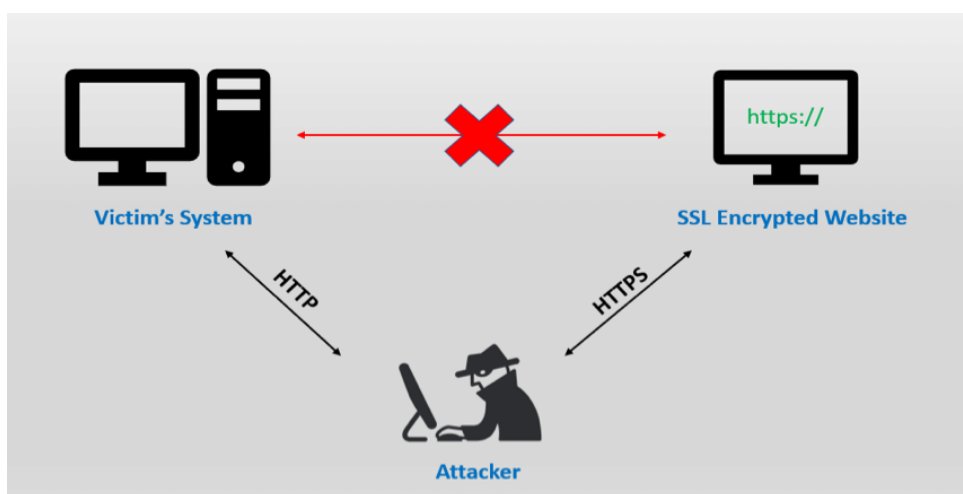 https://
Victim’s System
SSL Encrypted Website
HTTP
HTTPS
Attacker